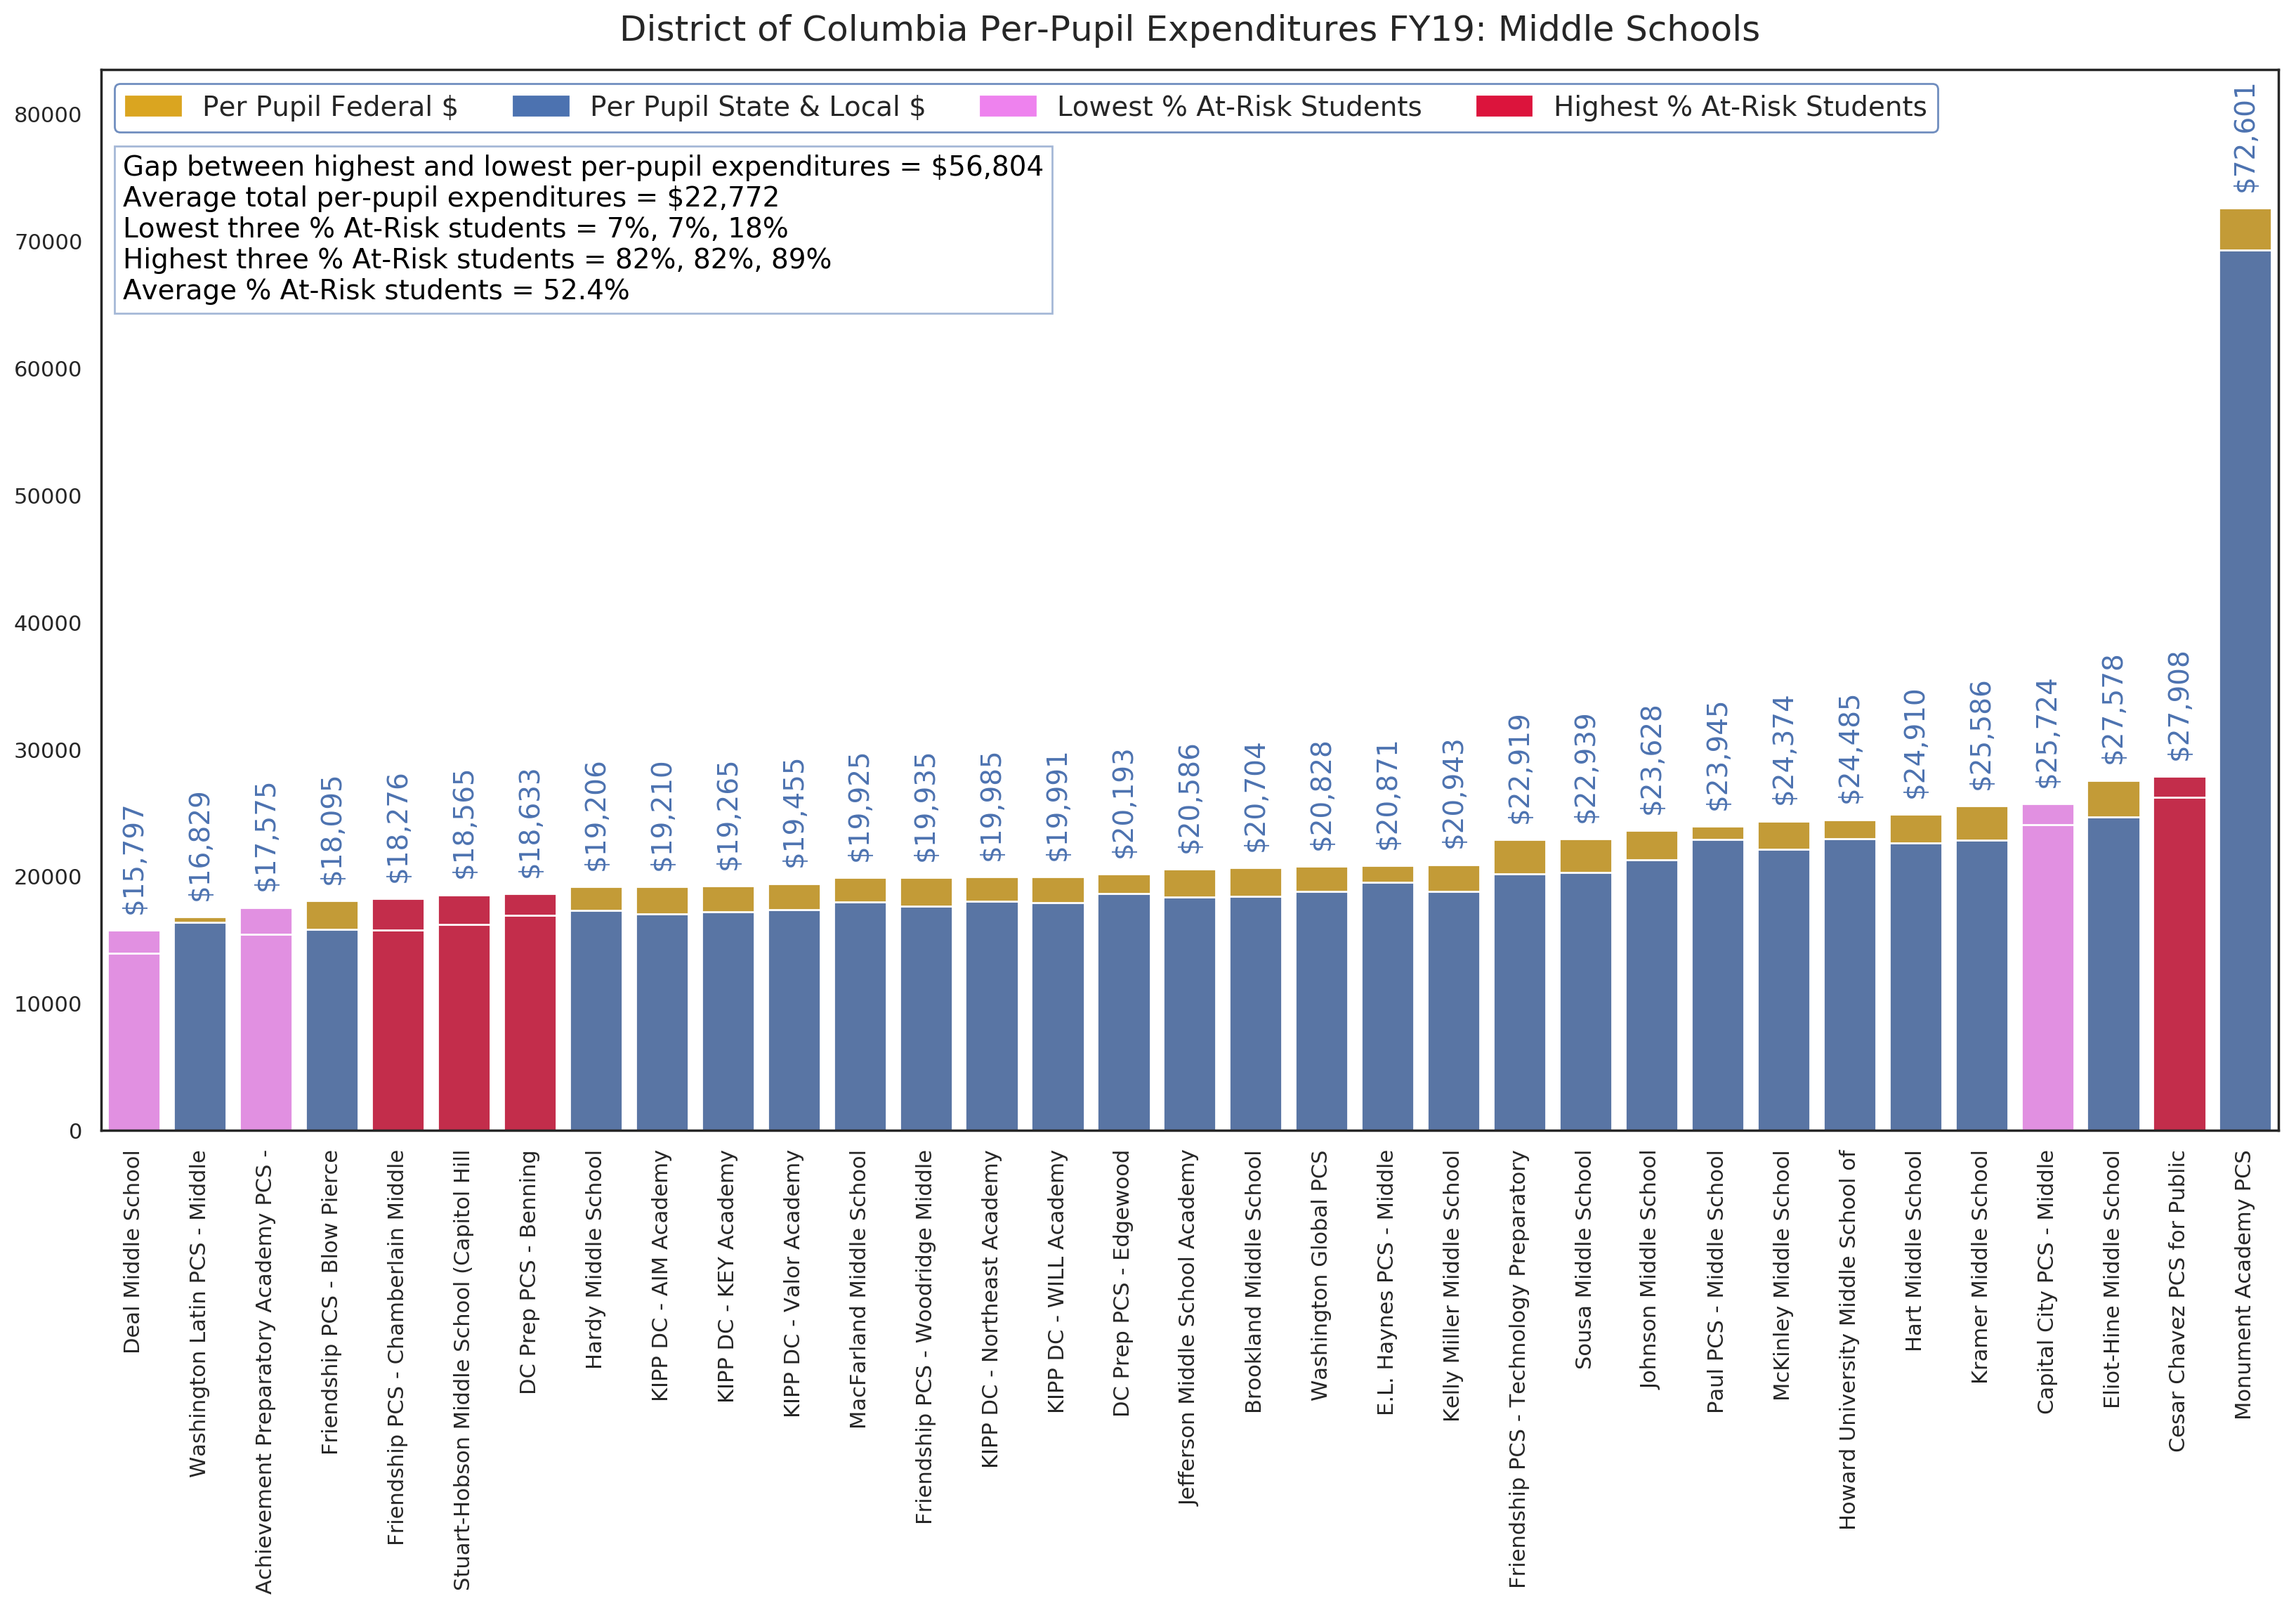 District of Columbia Per-Pupil Expenditures FY19: Middle Schools
Per Pupil Federal $
Per Pupil State & Local $
Lowest % At-Risk Students
Highest % At-Risk Students
Gap between highest and lowest per-pupil expenditures = $56,804
Average total per-pupil expenditures = $22,772
Lowest three % At-Risk students = 7%, 7%, 18%
Highest three % At-Risk students = 82%, 82%, 89%
Average % At-Risk students = 52.4%
80000
70000
60000
50000
40000
30000
20000
10000
0
$15,797
$16,829
$17,575
$18,095
$18,276
$18,565
$18,633
$19,206
$19,210
$19,265
$19,455
$19,925
$19,935
$19,985
$19,991
$20,193
$20,586
$20,704
$20,828
$20,871
$20,943
$22,919
$22,939
$23,628
$23,945
$24,374
$24,485
$24,910
$25,586
$25,724
$27,578
$27,908
$72,601
Deal Middle School
Washington Latin PCS - Middle
Achievement Preparatory Academy PCS -
Friendship PCS - Blow Pierce
Friendship PCS - Chamberlain Middle
Stuart-Hobson Middle School (Capitol Hill
DC Prep PCS - Benning
Hardy Middle School
KIPP DC - AIM Academy
KIPP DC - KEY Academy
KIPP DC - Valor Academy
MacFarland Middle School
Friendship PCS - Woodridge Middle
KIPP DC - Northeast Academy
KIPP DC - WILL Academy
DC Prep PCS - Edgewood
Jefferson Middle School Academy
Brookland Middle School
Washington Global PCS
E.L. Haynes PCS - Middle
Kelly Miller Middle School
Friendship PCS - Technology Preparatory
Sousa Middle School
Johnson Middle School
Paul PCS - Middle School
McKinley Middle School
Howard University Middle School of
Hart Middle School
Kramer Middle School
Capital City PCS - Middle
Eliot-Hine Middle School
Cesar Chavez PCS for Public
Monument Academy PCS